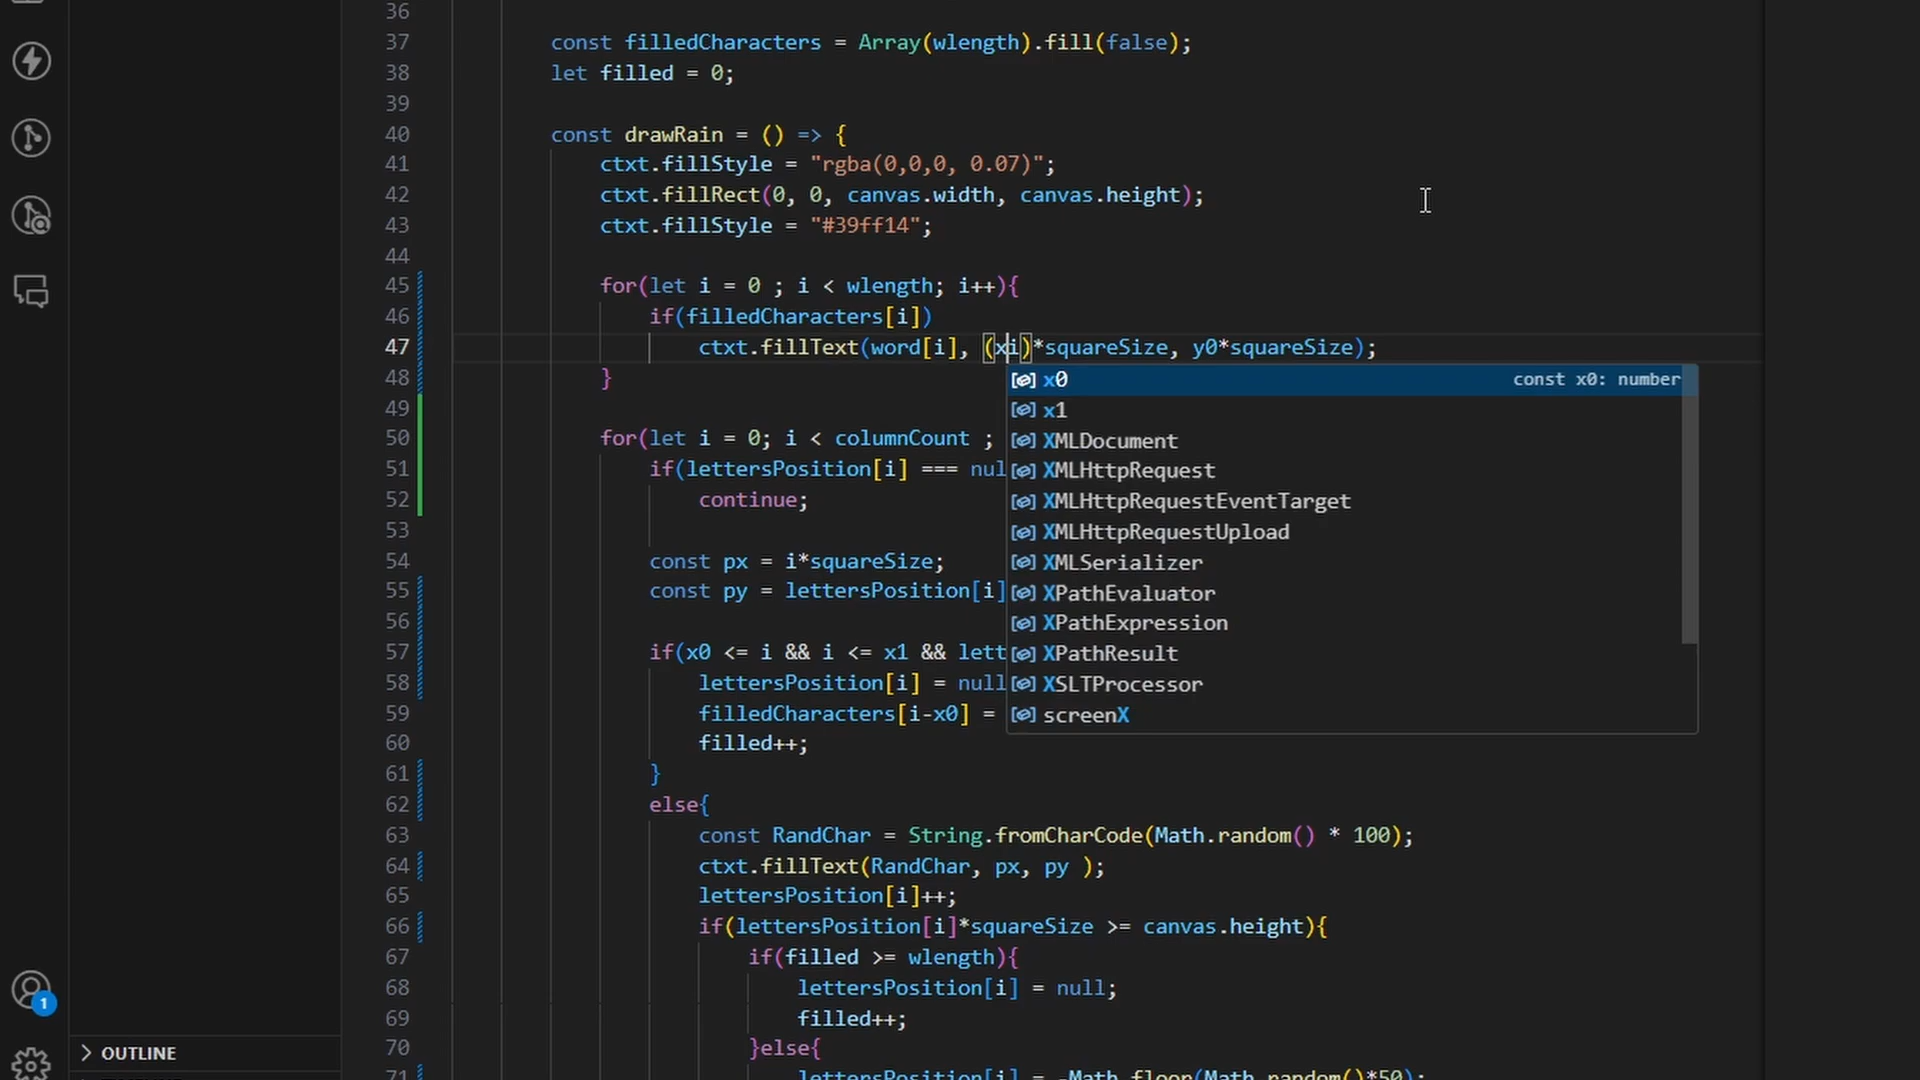 36
37 const filledCharacters = Array(wlength).fill(false);
38 let filled = 0;
39
40 const drawRain = () => {
41 ctxt.fillStyle = "rgba(0,0,0, 0.07)";
42 ctxt.fillRect(0, 0, canvas.width, canvas.height);
43 ctxt.fillStyle = "#39ff14";
44
45 for(let i = 0 ; i < wlength; i++){
46 if(filledCharacters[i])
47 ctxt.fillText(word[i], (xi)*squareSize, y0*squareSize);
48 }
x0 const x0: number
49
x1
50 for(let i = 0; i < columnCount ;
XMLDocument
51 if(lettersPosition[i] === nul
XMLHttpRequest
52 continue;
XMLHttpRequestEventTarget
53
XMLHttpRequestUpload
54 const px = i*squareSize;
XMLSerializer
55 const py = lettersPosition[i]
XPathEvaluator
56
XPathExpression
57 if(x0 <= i && i <= x1 && lett
XPathResult
58 lettersPosition[i] = null
XSLTProcessor
59 filledCharacters[i-x0] =
screenX
60 filled++;
61 }
62 else{
63 const RandChar = String.fromCharCode(Math.random() * 100);
64 ctxt.fillText(RandChar, px, py );
65 lettersPosition[i]++;
66 if(lettersPosition[i]*squareSize >= canvas.height){
67 if(filled >= wlength){
68 lettersPosition[i] = null;
69 filled++;
70 }else{
71 lettersPosition[i] = -Math.floor(Math.random()*50);
1
OUTLINE